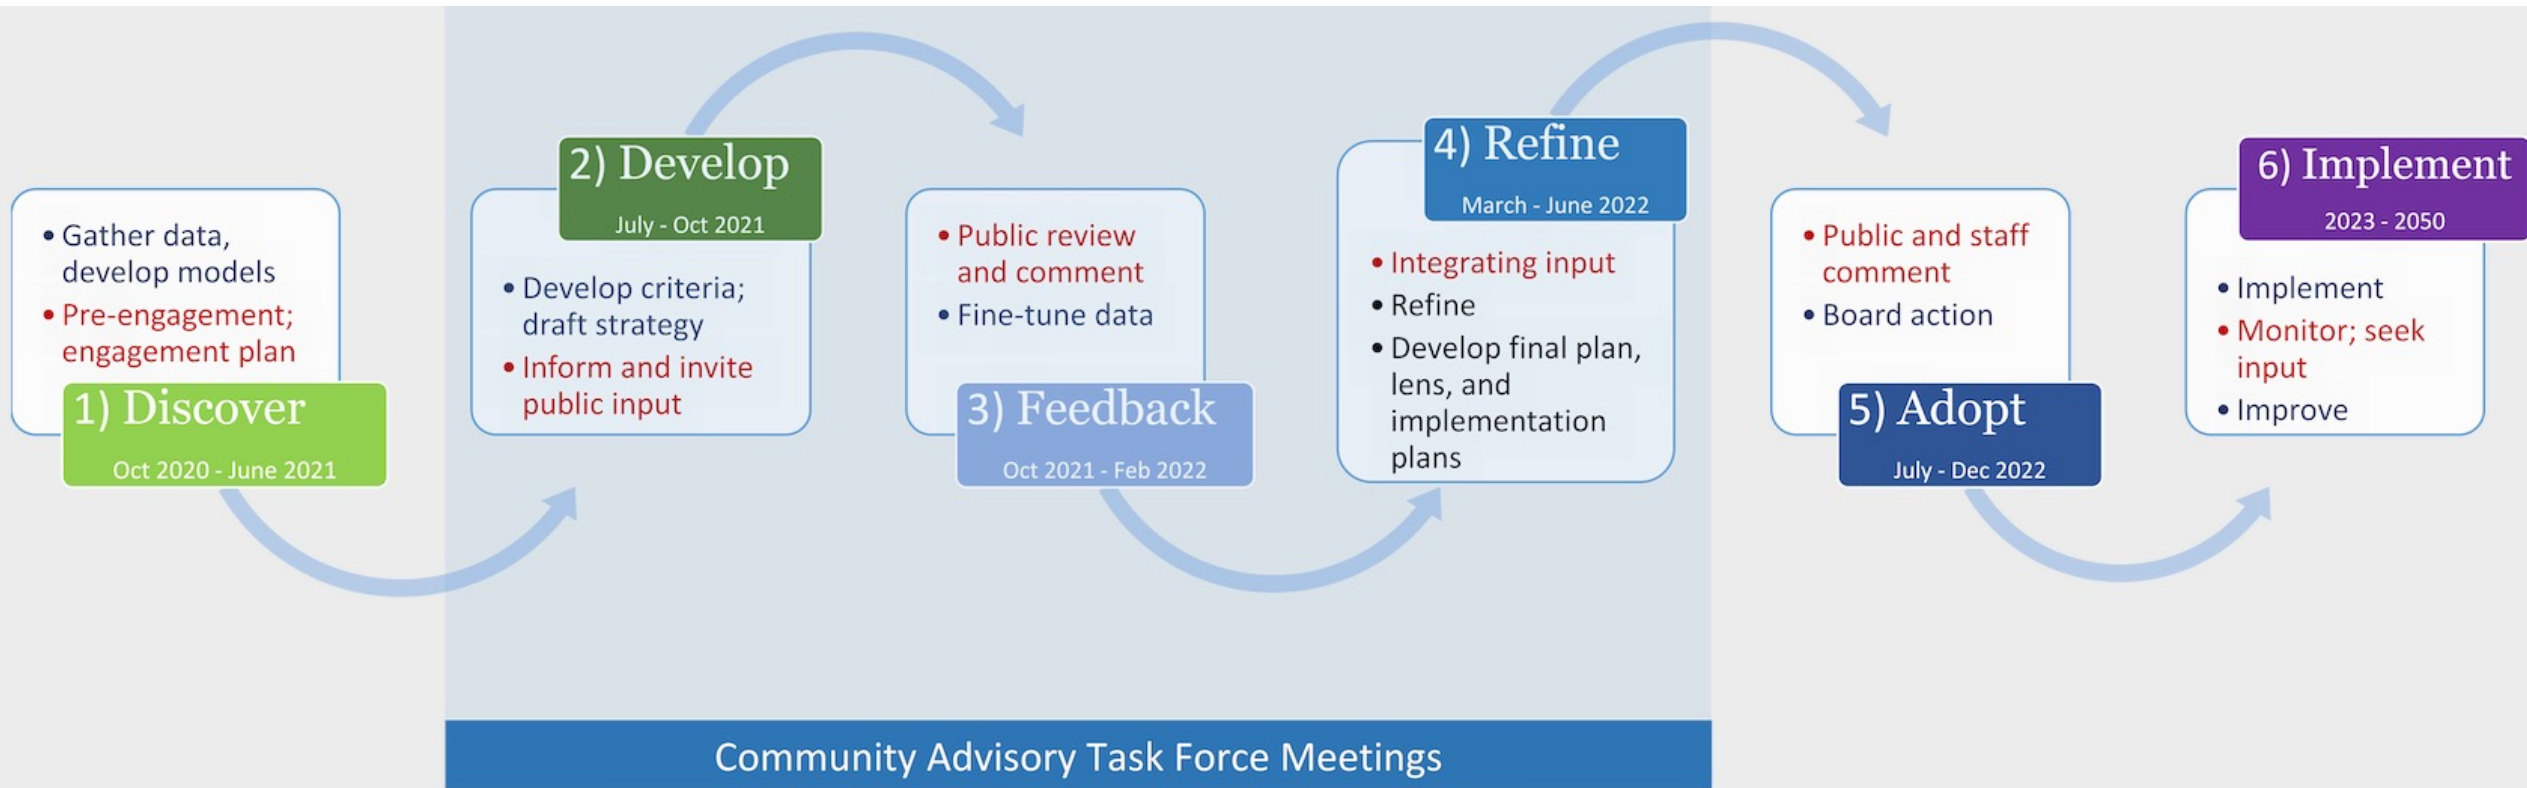 • Gather data,
develop models
• Pre-engagement;
engagement plan
1) Discover
Oct 2020 - June 2021
2) Develop
July - Oct 2021
• Develop criteria;
draft strategy
• Inform and invite
public input
• Public review
and comment
• Fine-tune data
3) Feedback
Oct 2021 - Feb 2022
4) Refine
March - June 2022
• Integrating input
• Refine
• Develop final plan,
lens, and
implementation
plans
• Public and staff
comment
• Board action
5) Adopt
July - Dec 2022
6) Implement
2023 - 2050
• Implement
• Monitor; seek
input
• Improve
Community Advisory Task Force Meetings